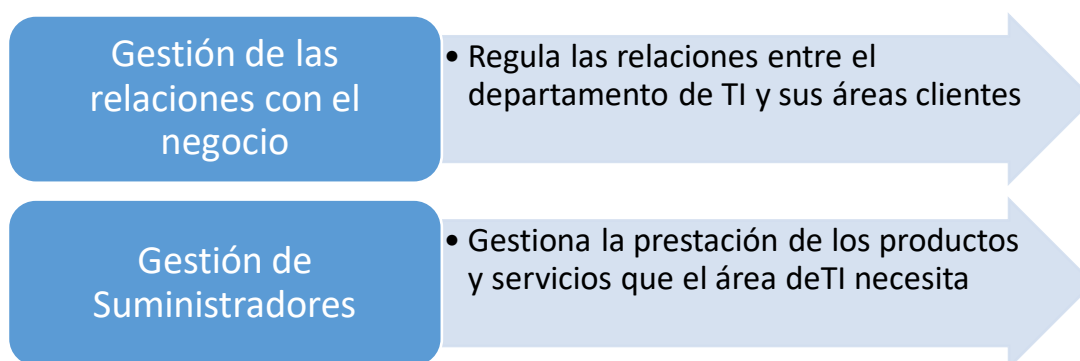 Gestión de las
relaciones con el
negocio
• Regula las relaciones entre el
departamento de TI y sus áreas clientes
Gestión de
Suministradores
• Gestiona la prestación de los productos
y servicios que el área deTI necesita